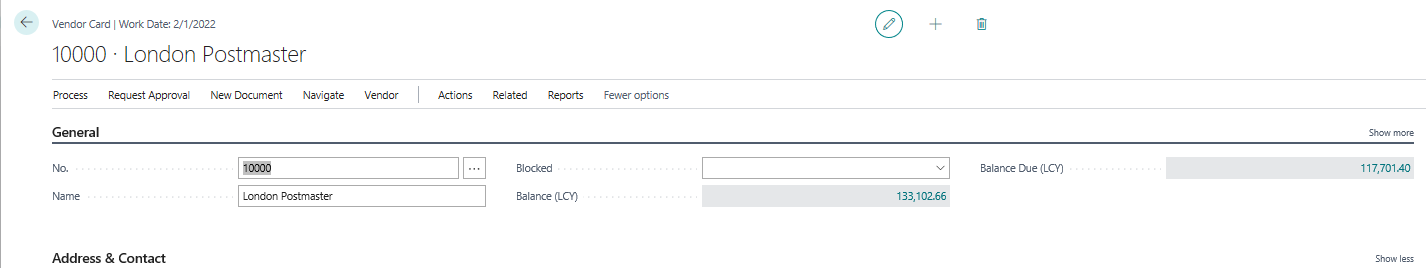 Vendor Card | Work Date: 2/1/2022
10000 · London Postmaster
Process Request Approval New Document Navigate Vendor Actions Related Reports Fewer options
General Show more
No. 10000 ... Blocked Balance Due (LCY) 117,701.40
Name London Postmaster Balance (LCY) 133,102.66
Address & Contact Show less